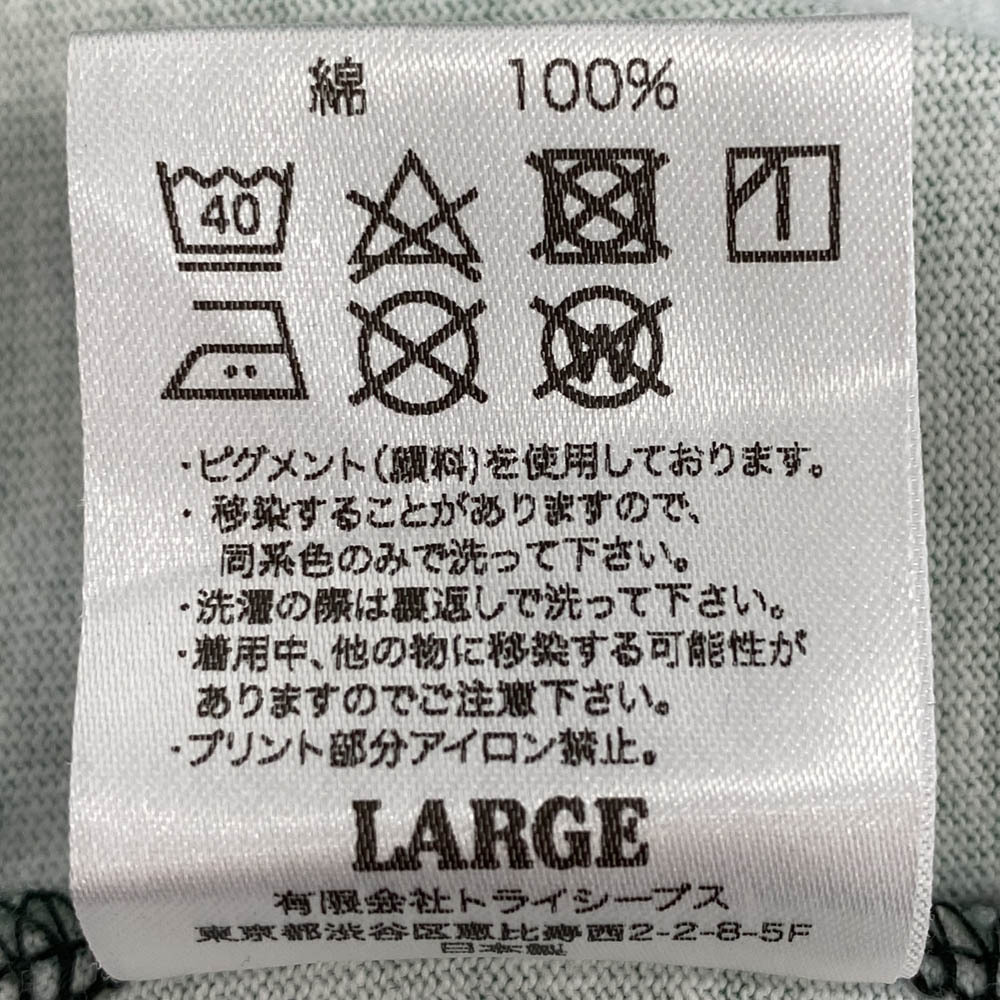 綿 100%
40
W
・ピグメント(顔料)を使用しております。
・移染することがありますので、
同系色のみで洗って下さい。
・洗濯の際は裏返しで洗って下さい。
・着用中、他の物に移染する可能性が
ありますのでご注意下さい。
・プリント部分アイロン禁止。
LARGE
有限会社トライシープス
東京都渋谷区恵比寿西2-2-8-5F
日本製